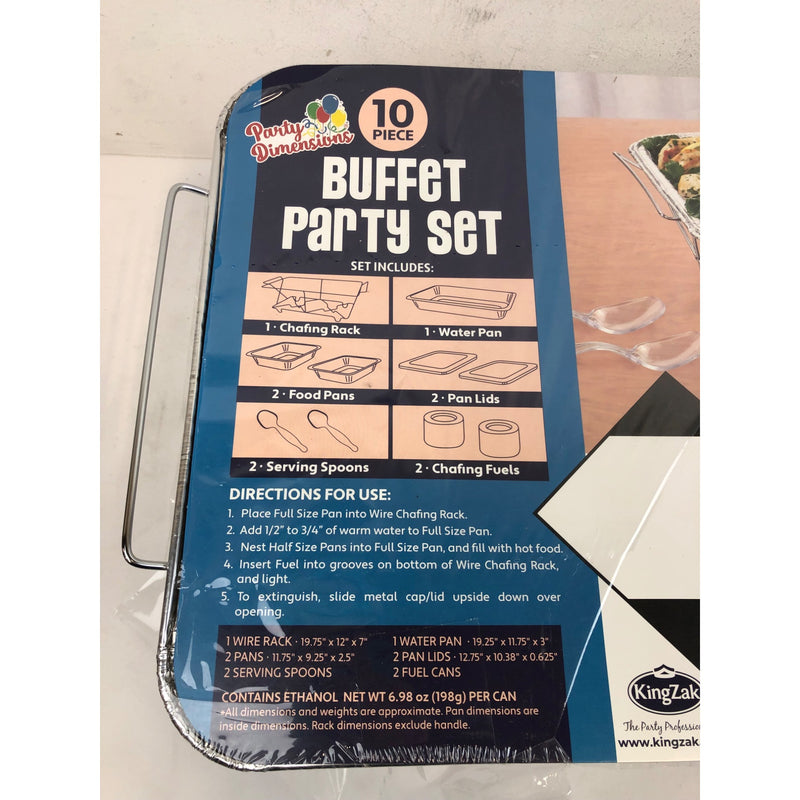 Party Dimensions
10 PIECE
BUFFET
PARTY SET
SET INCLUDES:
1 · Chafing Rack
1 · Water Pan
2 · Food Pans
2 · Pan Lids
2 · Serving Spoons
2 · Chafing Fuels
DIRECTIONS FOR USE:
1. Place Full Size Pan into Wire Chafing Rack.
2. Add 1/2" to 3/4" of warm water to Full Size Pan.
3. Nest Half Size Pans into Full Size Pan, and fill with hot food.
4. Insert Fuel into grooves on bottom of Wire Chafing Rack,
and light.
5. To extinguish, slide metal cap/lid upside down over
opening.
1 WIRE RACK · 19.75" x 12" x 7"
2 PANS · 11.75" x 9.25" x 2.5"
2 SERVING SPOONS
1 WATER PAN · 19.25" x 11.75" x 3"
2 PAN LIDS · 12.75" x 10.38" x 0.625"
2 FUEL CANS
CONTAINS ETHANOL NET WT 6.98 oz (198g) PER CAN
*All dimensions and weights are approximate. Pan dimensions are
inside dimensions. Rack dimensions exclude handle.
KingZak
The Party Professio
www.kingzak.